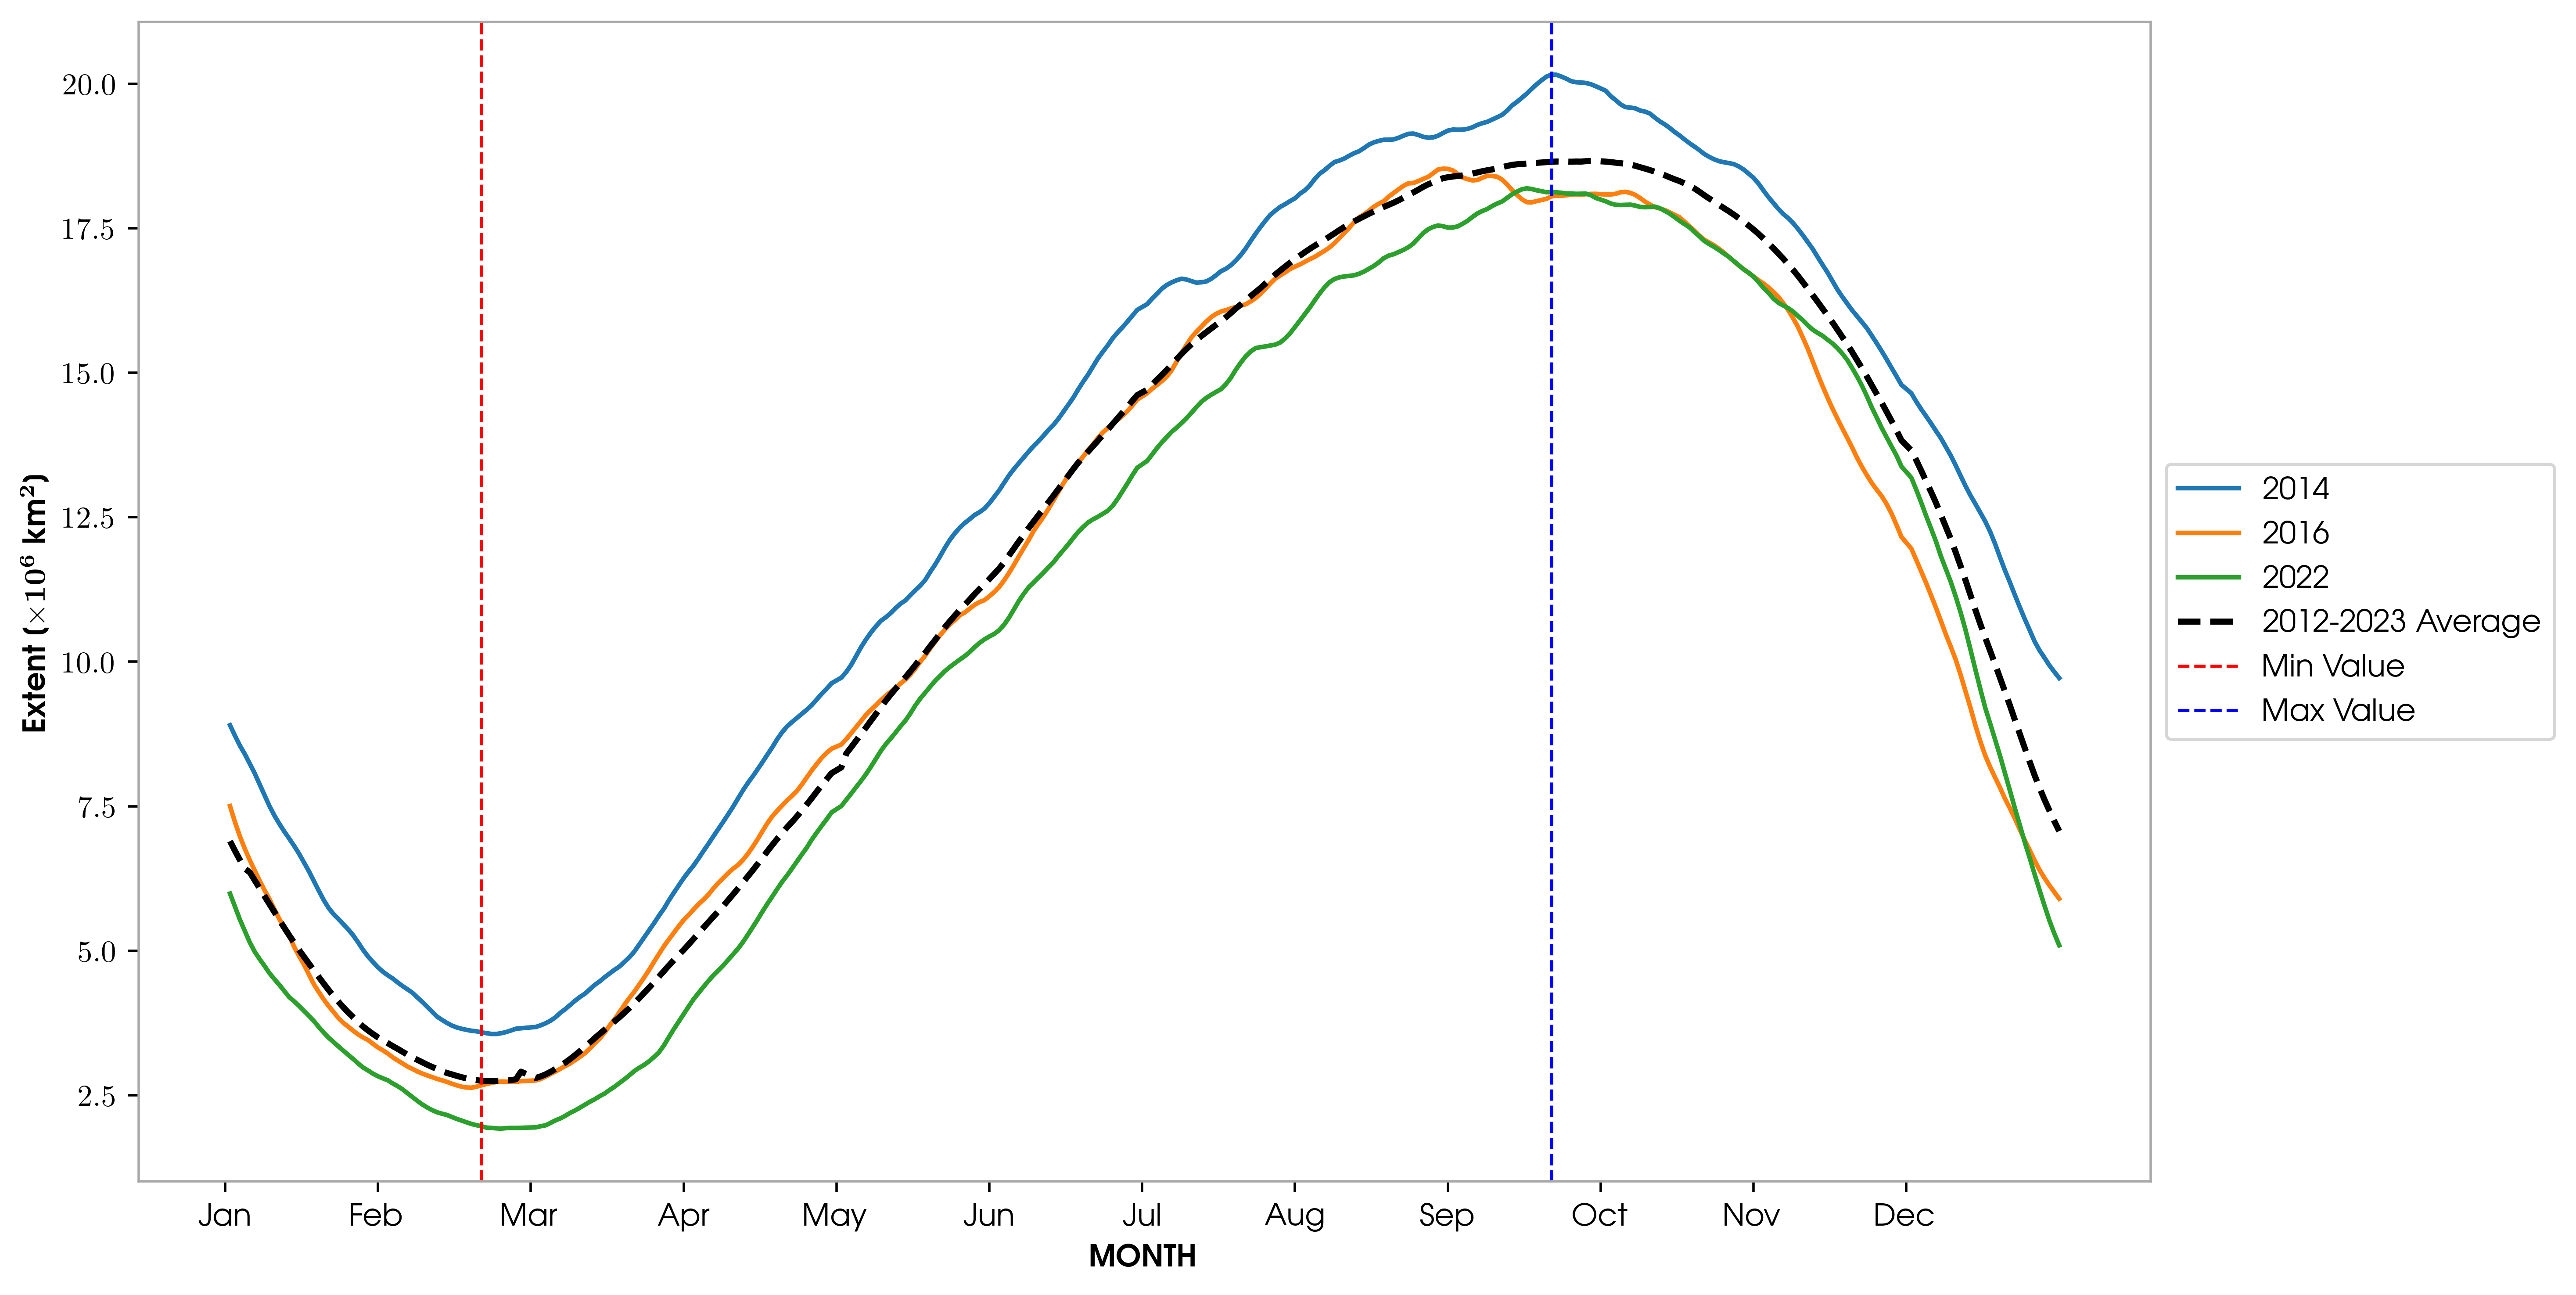 20.0
17.5
15.0
12.5
10.0
7.5
5.0
2.5
Extent (×10⁶ km²)
Jan Feb Mar Apr May Jun Jul Aug Sep Oct Nov Dec
MONTH
2014
2016
2022
2012-2023 Average
Min Value
Max Value